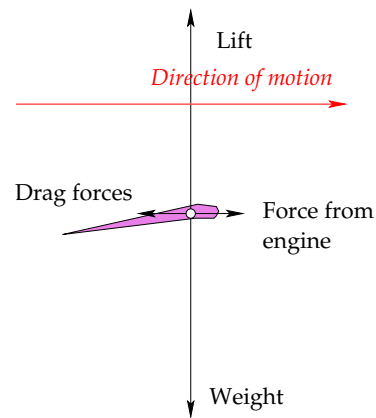 Lift
Direction of motion
Drag forces
Force from
engine
Weight